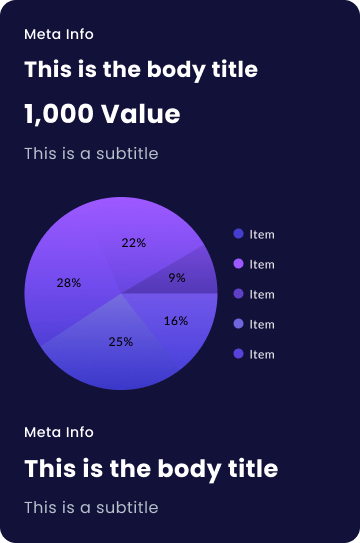 Meta Info
This is the body title
1,000 Value
This is a subtitle
22%
9%
28%
16%
25%
Item
Item
Item
Item
Item
Meta Info
This is the body title
This is a subtitle